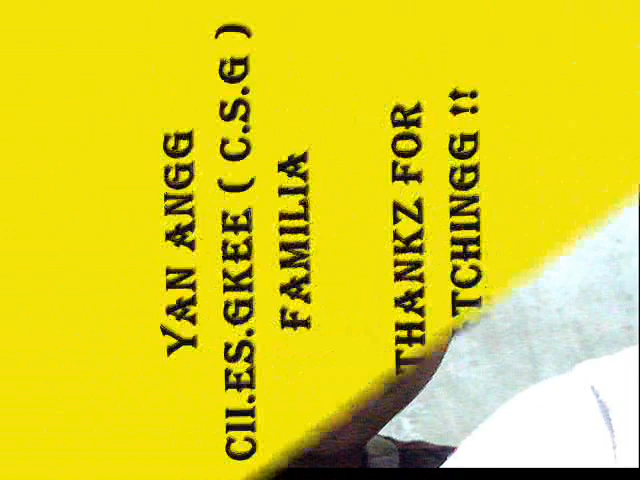 YAN ANGG
CII.ES.GKEE ( C.S.G )
FAMILIA
THANKZ FOR
TCHINGG !!